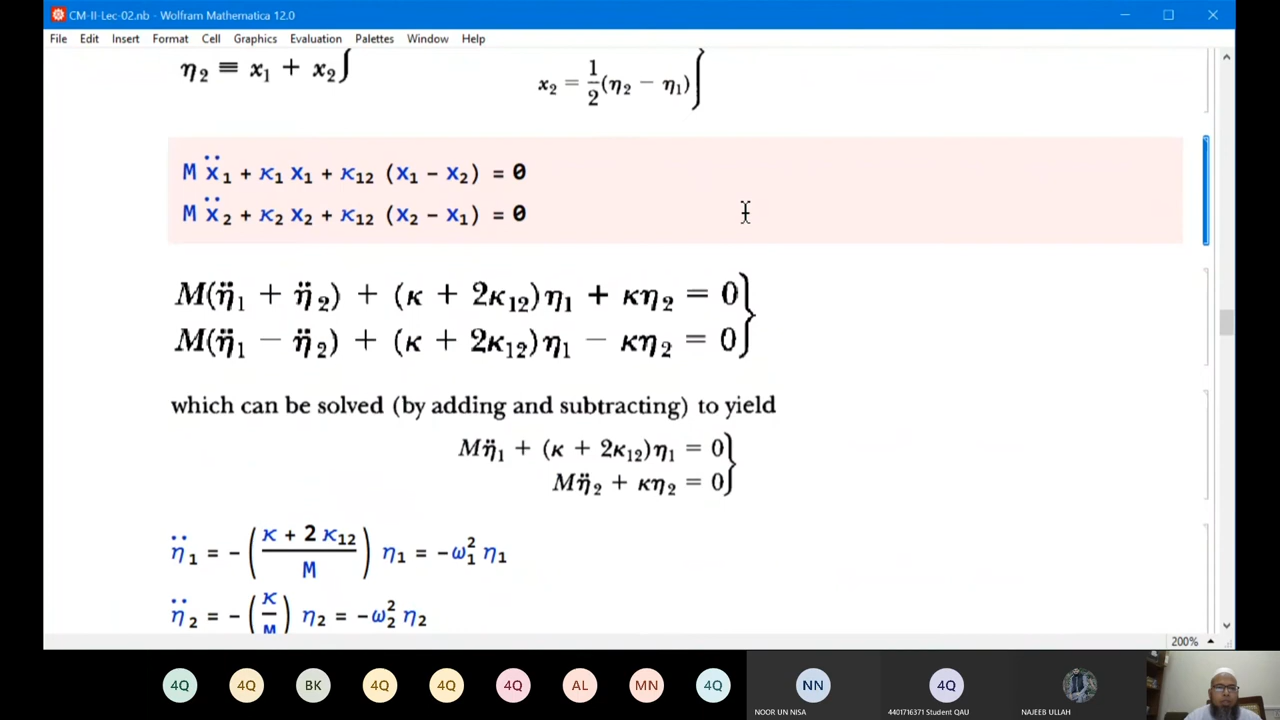 CM-II-Lec-02.nb - Wolfram Mathematica 12.0
File Edit Insert Format Cell Graphics Evaluation Palettes Window Help
η₂ ≡ x₁ + x₂
x₂ = 1/2(η₂ − η₁)
M ẍ₁ + κ₁ x₁ + κ₁₂ (x₁ − x₂) = 0
M ẍ₂ + κ₂ x₂ + κ₁₂ (x₂ − x₁) = 0
M(η̈₁ + η̈₂) + (κ + 2κ₁₂)η₁ + κη₂ = 0
M(η̈₁ − η̈₂) + (κ + 2κ₁₂)η₁ − κη₂ = 0
which can be solved (by adding and subtracting) to yield
Mη̈₁ + (κ + 2κ₁₂)η₁ = 0
Mη̈₂ + κη₂ = 0
η̈₁ = −((κ + 2 κ₁₂)/M) η₁ = −ω₁² η₁
η̈₂ = −(κ/M) η₂ = −ω₂² η₂
200%
4Q 4Q BK 4Q 4Q 4Q AL MN 4Q NN 4Q
NOOR UN NISA 4401716371 Student QAU NAJEEB ULLAH